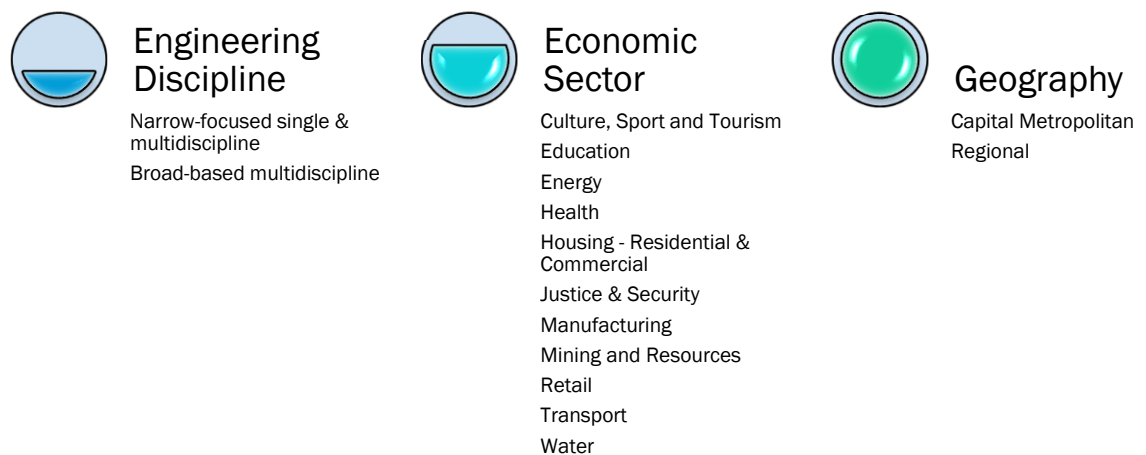 Engineering
Discipline
Narrow-focused single &
multidiscipline
Broad-based multidiscipline
Economic
Sector
Culture, Sport and Tourism
Education
Energy
Health
Housing - Residential &
Commercial
Justice & Security
Manufacturing
Mining and Resources
Retail
Transport
Water
Geography
Capital Metropolitan
Regional